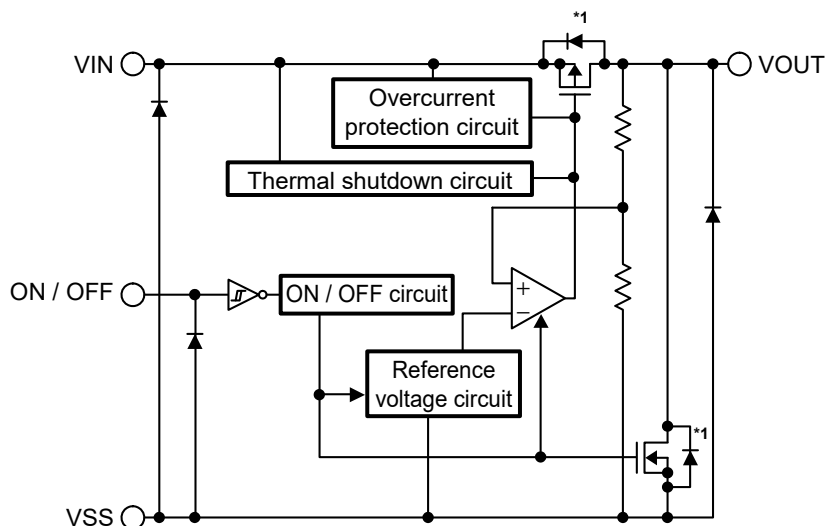 *1
VIN
VOUT
Overcurrent
protection circuit
Thermal shutdown circuit
ON / OFF
ON / OFF circuit
+
−
Reference
voltage circuit
*1
VSS